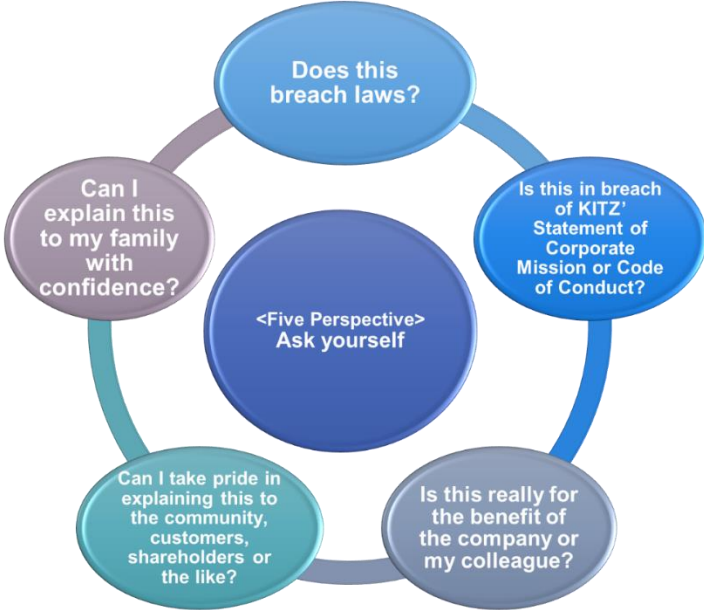 Does this
breach laws?
Is this in breach
of KITZ'
Statement of
Corporate
Mission or Code
of Conduct?
Is this really for
the benefit of
the company or
my colleague?
Can I take pride in
explaining this to
the community,
customers,
shareholders or
the like?
Can I
explain this
to my family
with
confidence?
<Five Perspective>
Ask yourself